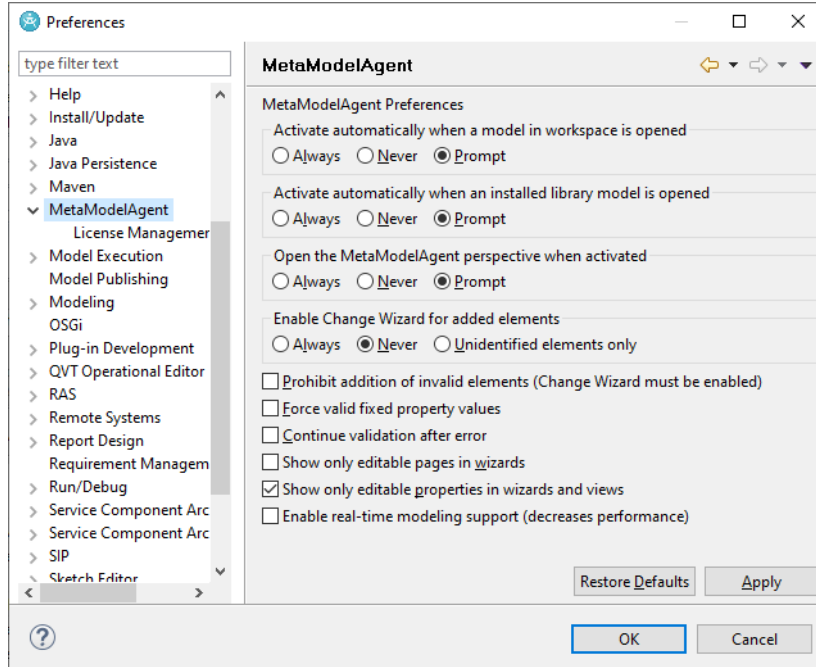 Preferences
type filter text
Help
Install/Update
Java
Java Persistence
Maven
MetaModelAgent
License Managemer
Model Execution
Model Publishing
Modeling
OSGi
Plug-in Development
QVT Operational Editor
RAS
Remote Systems
Report Design
Requirement Managem
Run/Debug
Service Component Arc
Service Component Arc
SIP
Sketch Editor
MetaModelAgent
MetaModelAgent Preferences
Activate automatically when a model in workspace is opened
Always Never Prompt
Activate automatically when an installed library model is opened
Always Never Prompt
Open the MetaModelAgent perspective when activated
Always Never Prompt
Enable Change Wizard for added elements
Always Never Unidentified elements only
Prohibit addition of invalid elements (Change Wizard must be enabled)
Force valid fixed property values
Continue validation after error
Show only editable pages in wizards
Show only editable properties in wizards and views
Enable real-time modeling support (decreases performance)
Restore Defaults Apply
OK Cancel